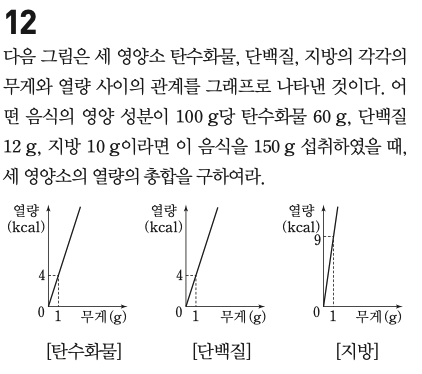 12
다음 그림은 세 영양소 탄수화물, 단백질, 지방의 각각의
무게와 열량 사이의 관계를 그래프로 나타낸 것이다. 어
떤 음식의 영양 성분이 100 g당 탄수화물 60 g, 단백질
12 g, 지방 10 g이라면 이 음식을 150 g 섭취하였을 때,
세 영양소의 열량의 총합을 구하여라.
열량
(kcal)
4
0 1 무게(g)
[탄수화물]
열량
(kcal)
4
0 1 무게(g)
[단백질]
열량
(kcal)
9
0 1 무게(g)
[지방]